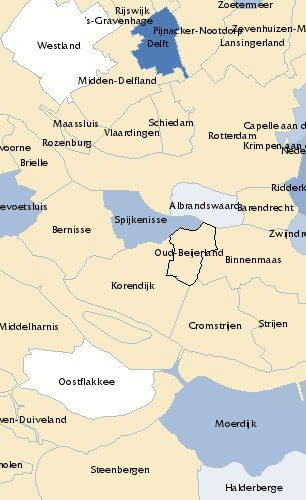 Zoetermeer
Rijswijk
's-Gravenhage
Pijnacker-Nootdorp
Zevenhuizen-M
Westland
Delft
Lansingerland
Midden-Delfland
Maassluis
Schiedam
Vlaardingen
Capelle aan d
Rotterdam
Rozenburg
Krimpen aan d
voorne
Nede
Brielle
Ridderk
evoetsluis
Albrandswaard
Barendrecht
Spijkenisse
Bernisse
Zwijndre
Oud-Beijerland
Binnenmaas
Korendijk
Cromstrijen
Strijen
Middelharnis
Oostflakkee
en-Duiveland
Moerdijk
holen
Steenbergen
Halderberge